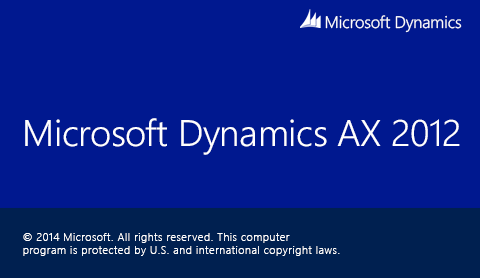 Microsoft Dynamics
Microsoft Dynamics AX 2012
© 2014 Microsoft. All rights reserved. This computer
program is protected by U.S. and international copyright laws.